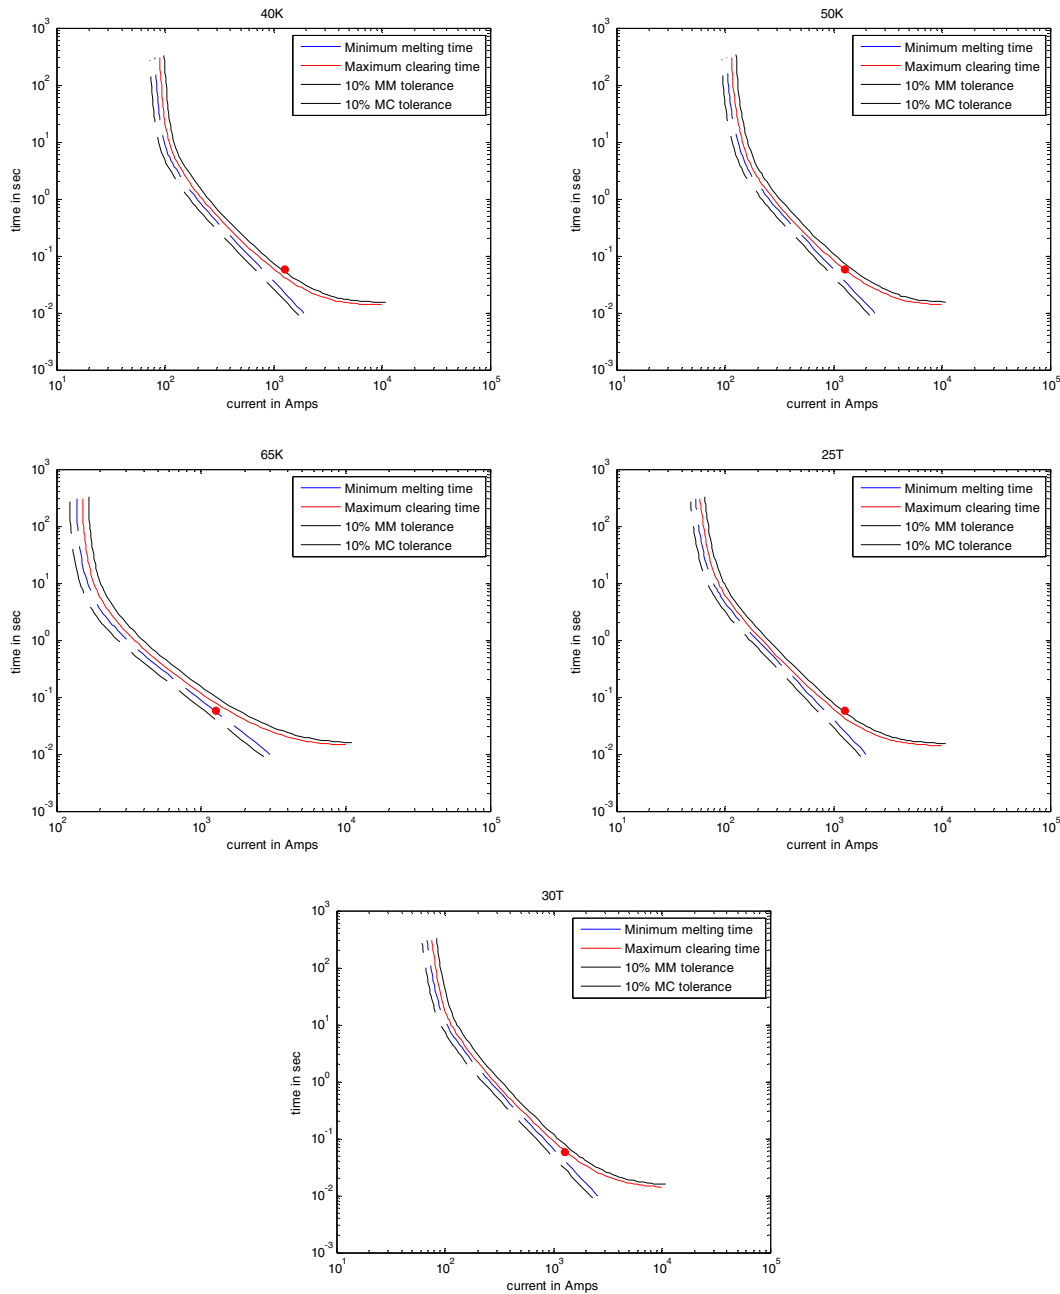 40K
10^3
10^2
10^1
10^0
10^-1
10^-2
10^-3
time in sec
Minimum melting time
Maximum clearing time
10% MM tolerance
10% MC tolerance
10^1
10^2
10^3
10^4
10^5
current in Amps
50K
10^3
10^2
10^1
10^0
10^-1
10^-2
10^-3
time in sec
Minimum melting time
Maximum clearing time
10% MM tolerance
10% MC tolerance
10^1
10^2
10^3
10^4
10^5
current in Amps
65K
10^3
10^2
10^1
10^0
10^-1
10^-2
10^-3
time in sec
Minimum melting time
Maximum clearing time
10% MM tolerance
10% MC tolerance
10^2
10^3
10^4
10^5
current in Amps
25T
10^3
10^2
10^1
10^0
10^-1
10^-2
10^-3
time in sec
Minimum melting time
Maximum clearing time
10% MM tolerance
10% MC tolerance
10^1
10^2
10^3
10^4
10^5
current in Amps
30T
10^3
10^2
10^1
10^0
10^-1
10^-2
10^-3
time in sec
Minimum melting time
Maximum clearing time
10% MM tolerance
10% MC tolerance
10^1
10^2
10^3
10^4
10^5
current in Amps